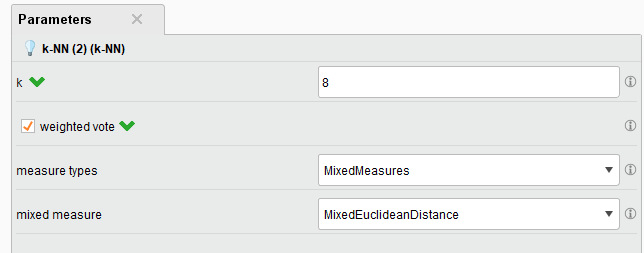 Parameters
k-NN (2) (k-NN)
k 8
weighted vote
measure types MixedMeasures
mixed measure MixedEuclideanDistance